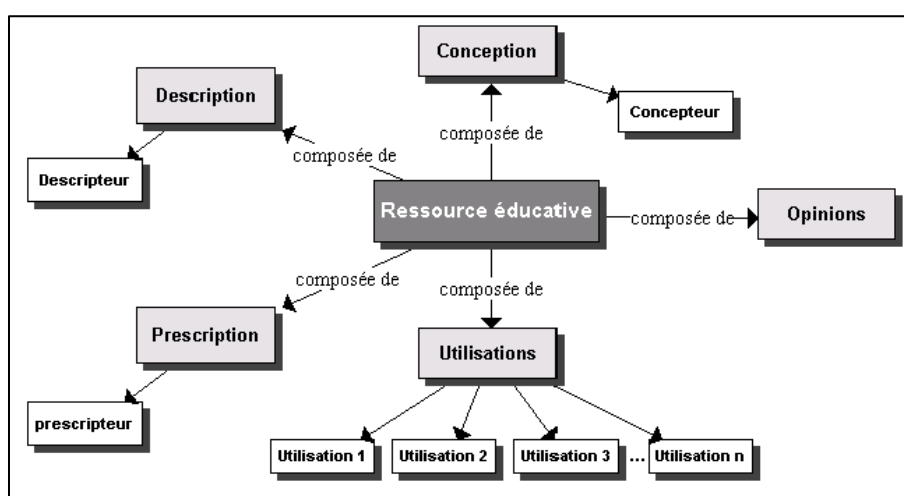 Conception
Description
Concepteur
composée de
composée de
Descripteur
Ressource éducative
composée de
Opinions
composée de
composée de
Prescription
Utilisations
prescripteur
Utilisation 1
Utilisation 2
Utilisation 3
...
Utilisation n